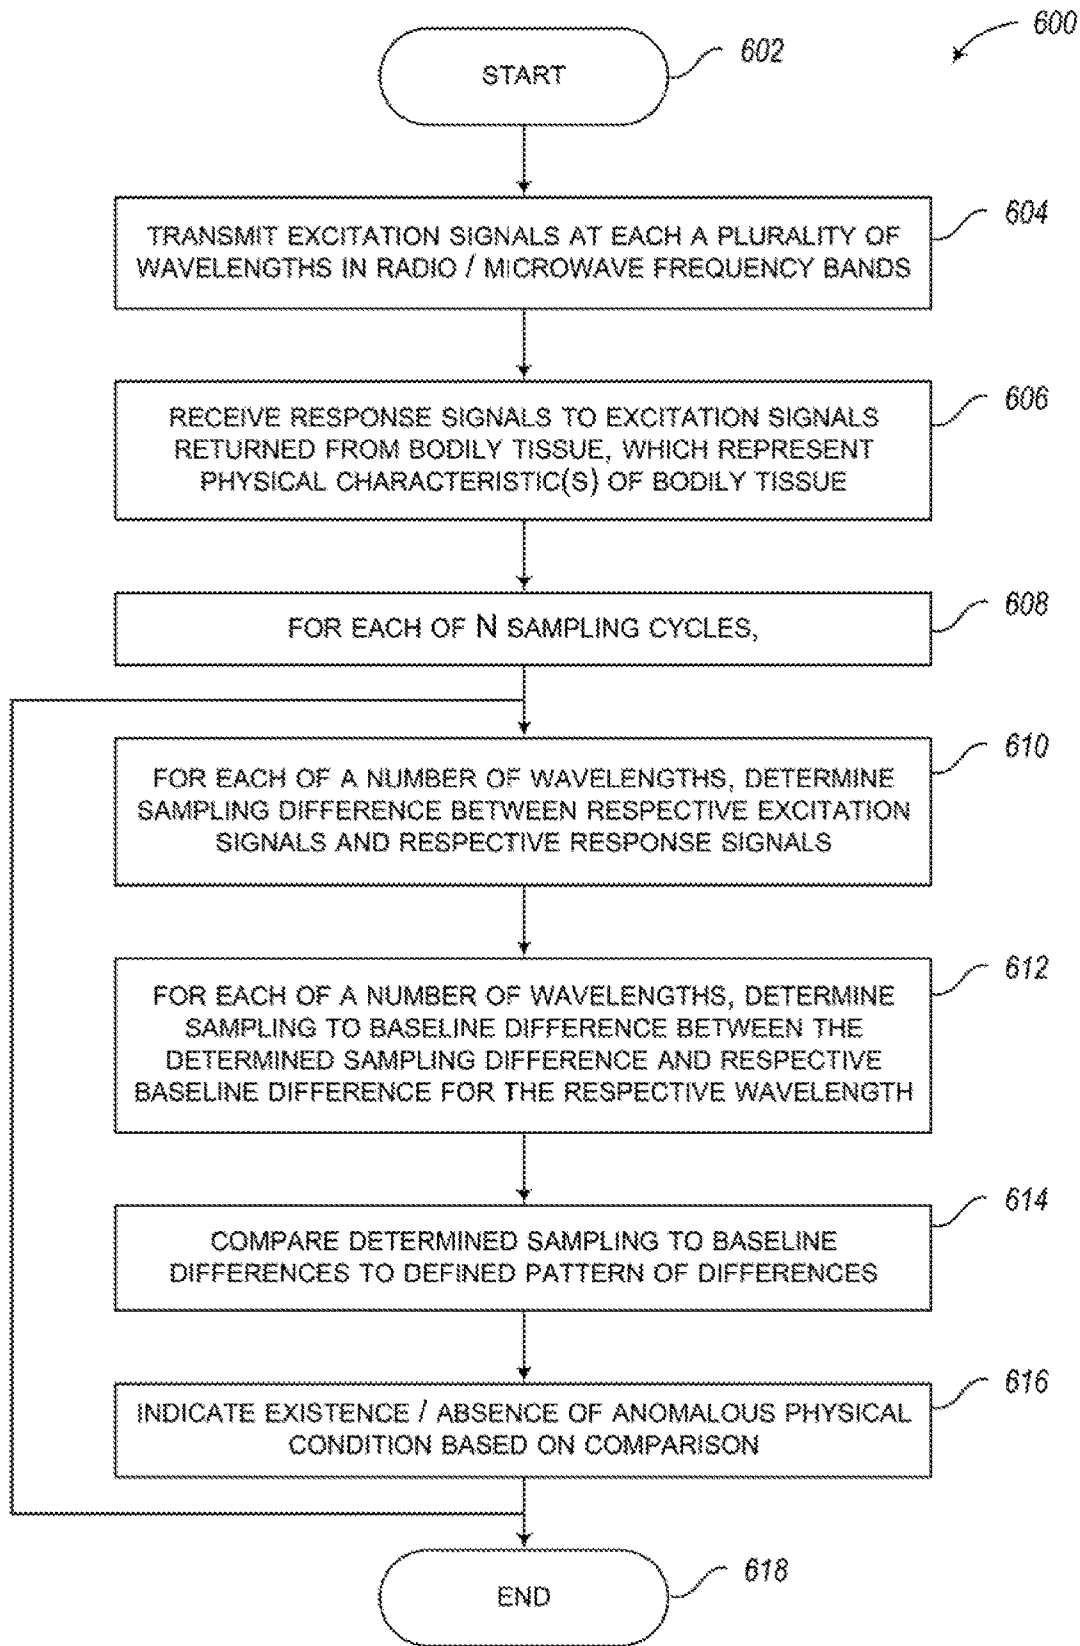 600
START
602
TRANSMIT EXCITATION SIGNALS AT EACH A PLURALITY OF
WAVELENGTHS IN RADIO / MICROWAVE FREQUENCY BANDS
604
RECEIVE RESPONSE SIGNALS TO EXCITATION SIGNALS
RETURNED FROM BODILY TISSUE, WHICH REPRESENT
PHYSICAL CHARACTERISTIC(S) OF BODILY TISSUE
606
FOR EACH OF N SAMPLING CYCLES,
608
FOR EACH OF A NUMBER OF WAVELENGTHS, DETERMINE
SAMPLING DIFFERENCE BETWEEN RESPECTIVE EXCITATION
SIGNALS AND RESPECTIVE RESPONSE SIGNALS
610
FOR EACH OF A NUMBER OF WAVELENGTHS, DETERMINE
SAMPLING TO BASELINE DIFFERENCE BETWEEN THE
DETERMINED SAMPLING DIFFERENCE AND RESPECTIVE
BASELINE DIFFERENCE FOR THE RESPECTIVE WAVELENGTH
612
COMPARE DETERMINED SAMPLING TO BASELINE
DIFFERENCES TO DEFINED PATTERN OF DIFFERENCES
614
INDICATE EXISTENCE / ABSENCE OF ANOMALOUS PHYSICAL
CONDITION BASED ON COMPARISON
616
END
618